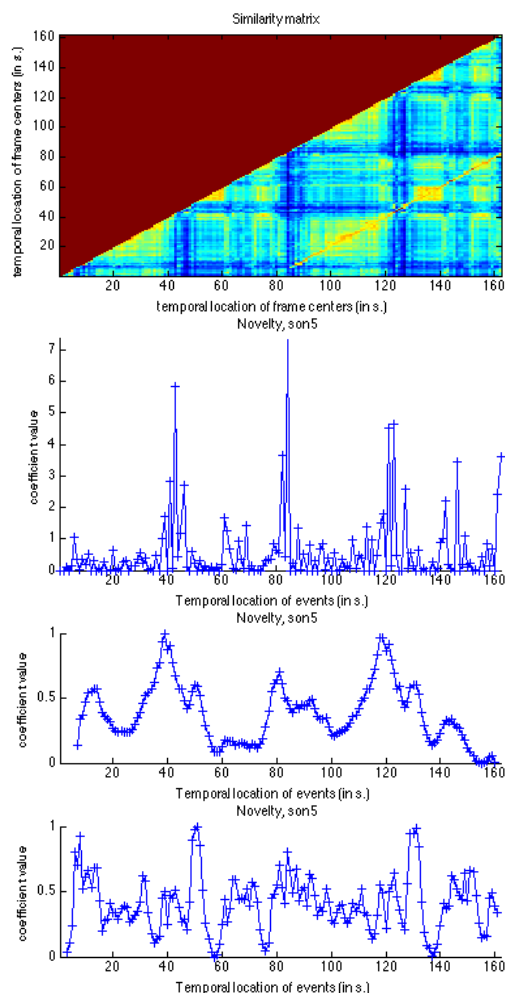 Similarity matrix
temporal location of frame centers (in s.)
160
140
120
100
80
60
40
20
20 40 60 80 100 120 140 160
temporal location of frame centers (in s.)
Novelty, son5
coefficient value
7
6
5
4
3
2
1
0
20 40 60 80 100 120 140 160
Temporal location of events (in s.)
Novelty, son5
coefficient value
1
0.5
0
20 40 60 80 100 120 140 160
Temporal location of events (in s.)
Novelty, son5
coefficient value
1
0.5
0
20 40 60 80 100 120 140 160
Temporal location of events (in s.)